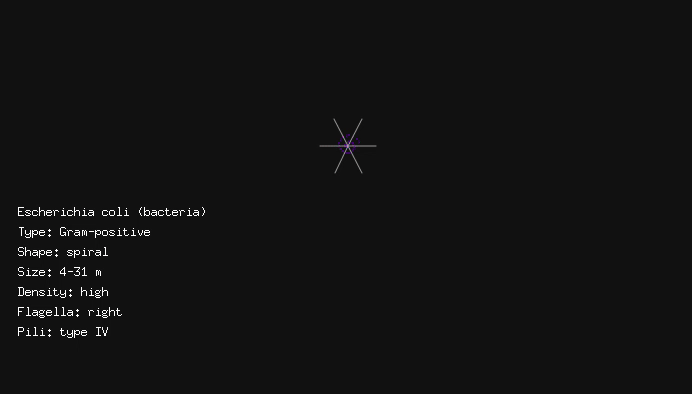 Escherichia coli (bacteria)
Type: Gram-positive
Shape: spiral
Size: 4-31 m
Density: high
Flagella: right
Pili: type IV